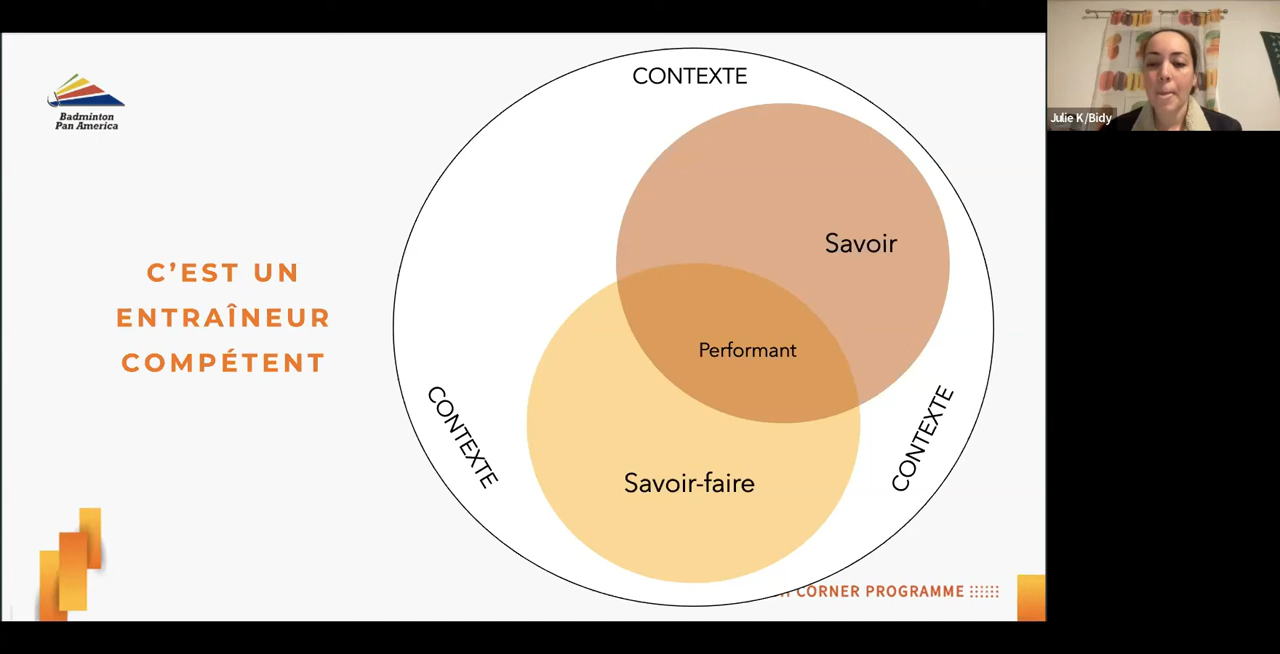 Badminton
Pan America
C'EST UN
ENTRAÎNEUR
COMPÉTENT
CONTEXTE
Savoir
Performant
CONTEXTE
CONTEXTE
Savoir-faire
CORNER PROGRAMME
Julie K/Bidy